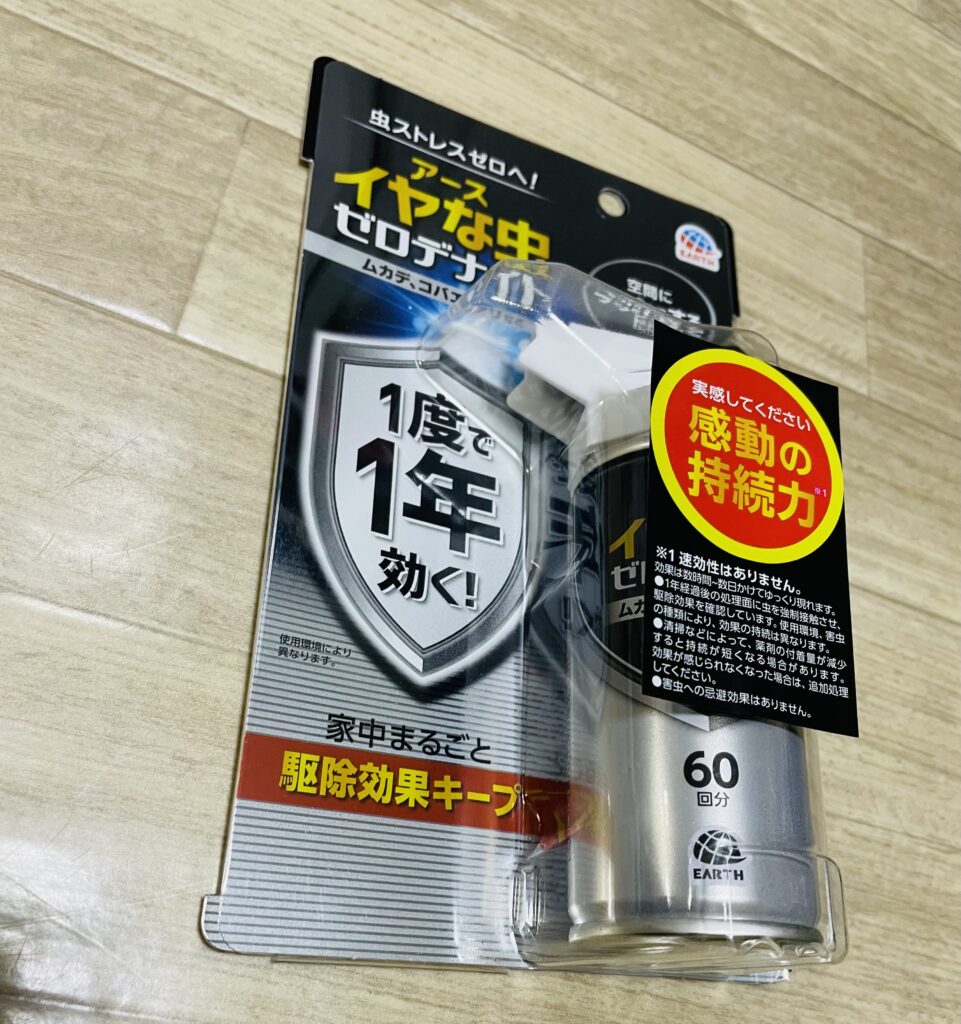 虫ストレスゼロへ!
アース
イヤな虫
ゼロデナイト
ムカデ、コバエ
EARTH
空間に
1度で
1年
効く!
使用環境により
異なります。
家中まるごと
駆除効果キープ
実感してください
感動の
持続力※1
※1 速効性はありません。
効果は数時間~数日かけてゆっくり現れます。
●1年経過後の処理面に虫を強制接触させ、
駆除効果を確認しています。使用環境、害虫
の種類により、効果の持続は異なります。
●清掃などによって、薬剤の付着量が減少
すると持続が短くなる場合があります。
効果が感じられなくなった場合は、追加処理
してください。
●害虫への忌避効果はありません。
イ
ゼロ
ムカ
60
回分
EARTH